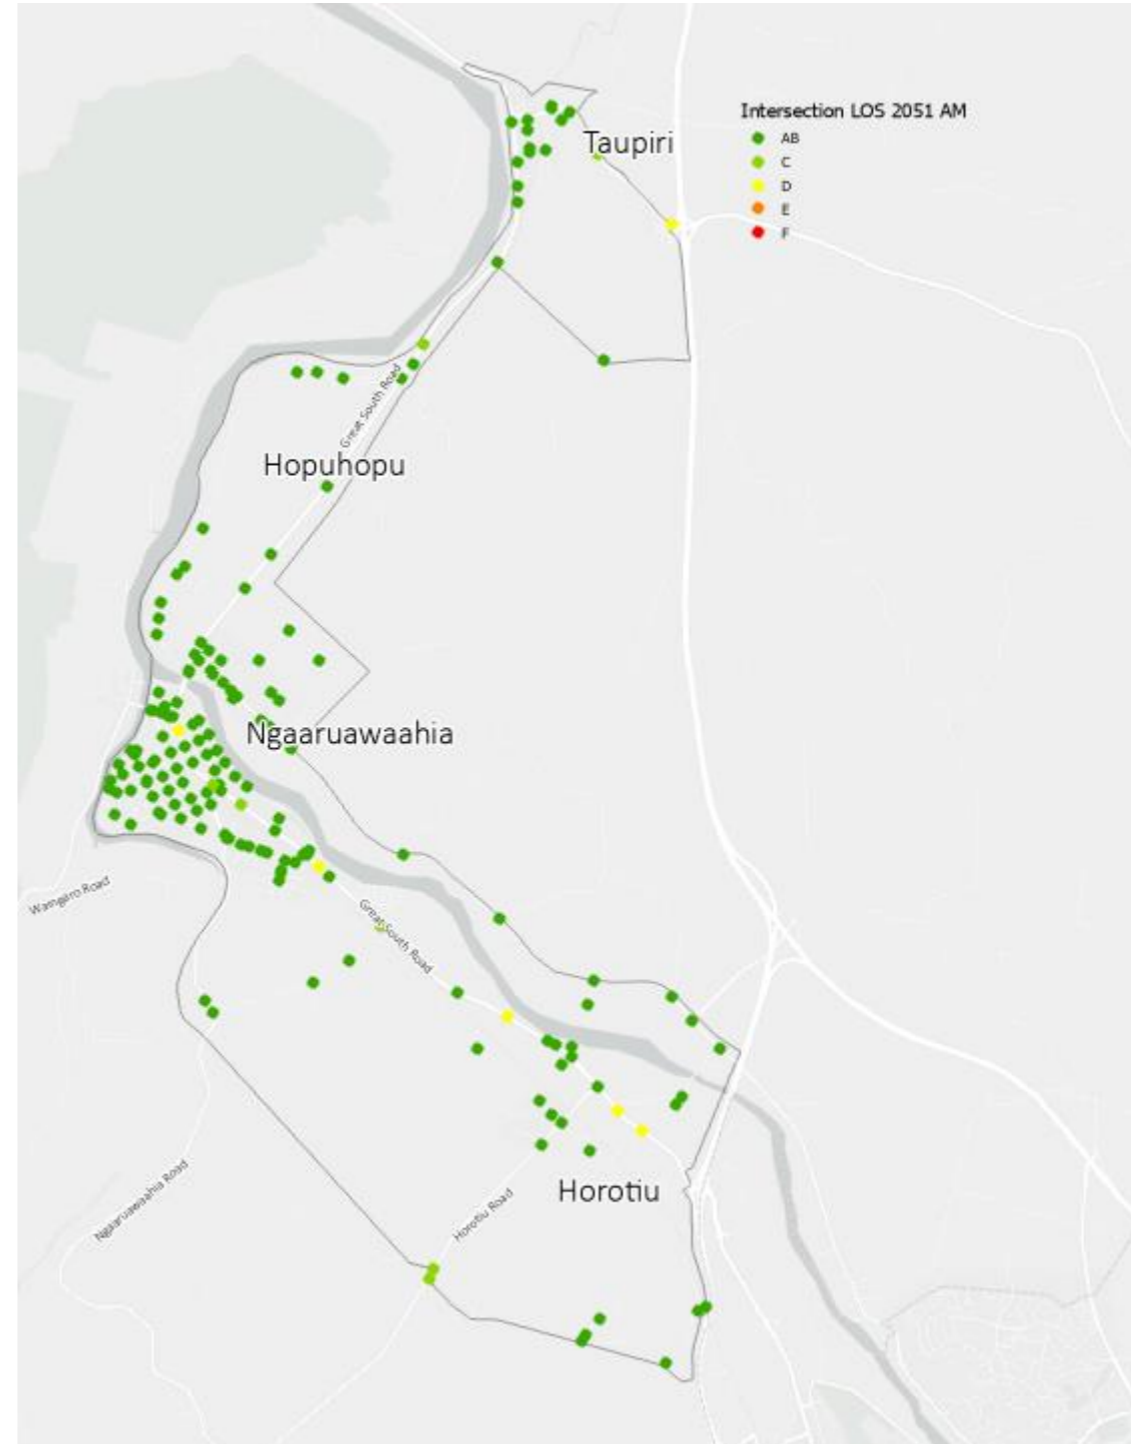 Intersection LOS 2051 AM
AB
C
D
E
F
Taupiri
Great South Road
Hopuhopu
Ngaaruawaahia
Waingaro Road
Great South Road
Ngaaruawaahia Road
Horotiu Road
Horotiu